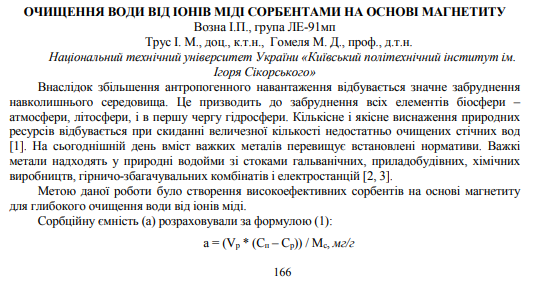 ОЧИЩЕННЯ ВОДИ ВІД ІОНІВ МІДІ СОРБЕНТАМИ НА ОСНОВІ МАГНЕТИТУ
Возна І.П., група ЛЕ-91мп
Трус І. М., доц., к.т.н., Гомеля М. Д., проф., д.т.н.
Національний технічний університет України «Київський політехнічний інститут ім.
Ігоря Сікорського»
Внаслідок збільшення антропогенного навантаження відбувається значне забруднення
навколишнього середовища. Це призводить до забруднення всіх елементів біосфери –
атмосфери, літосфери, і в першу чергу гідросфери. Кількісне і якісне виснаження природних
ресурсів відбувається при скиданні величезної кількості недостатньо очищених стічних вод
[1]. На сьогоднішній день вміст важких металів перевищує встановлені нормативи. Важкі
метали надходять у природні водойми зі стоками гальванічних, приладобудівних, хімічних
виробництв, гірничо-збагачувальних комбінатів і електростанцій [2, 3].
Метою даної роботи було створення високоефективних сорбентів на основі магнетиту
для глибокого очищення води від іонів міді.
Сорбційну ємність (а) розраховували за формулою (1):
а = (Vр * (Сп – Ср)) / Мс, мг/г
166